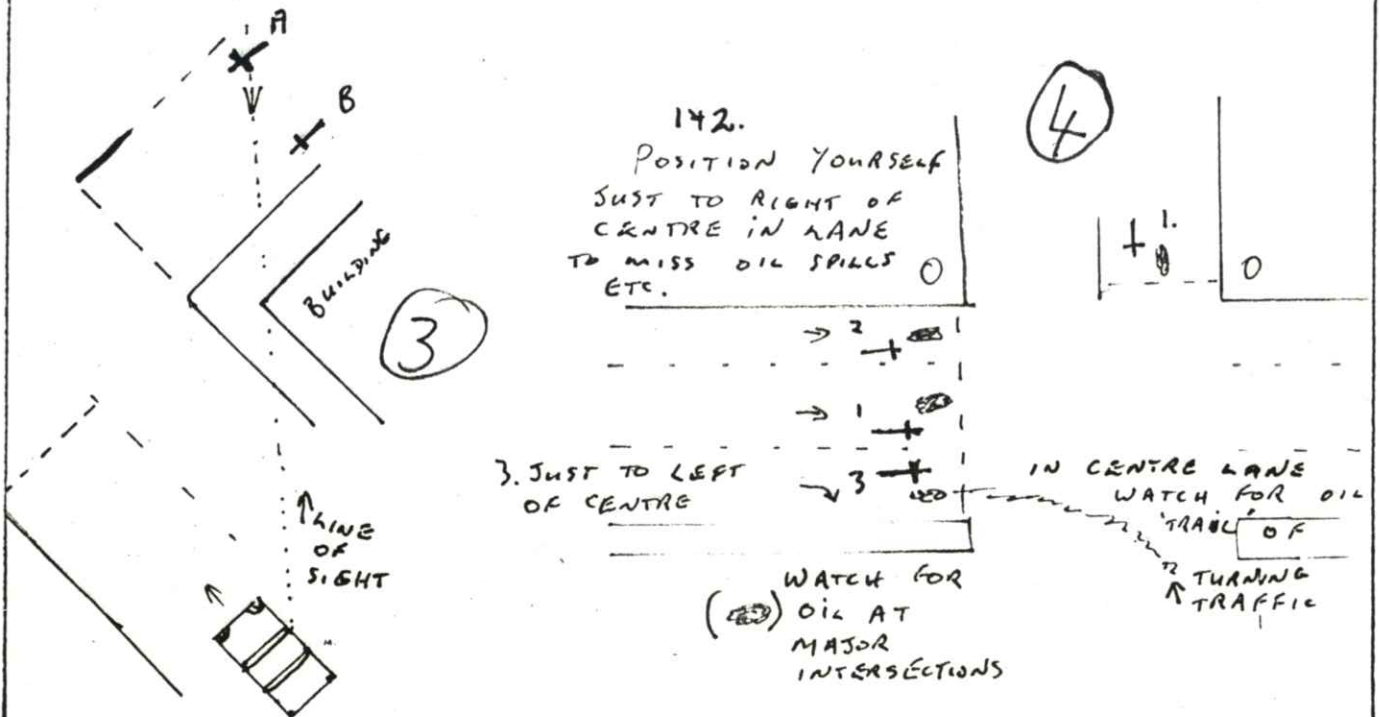 A
B
BUILDING
3
↑ LINE
OF
SIGHT
1+2.
POSITION YOURSELF
JUST TO RIGHT OF
CENTRE IN LANE
TO MISS OIL SPILLS
ETC.
4
1.
→ 2
→ 1
3. JUST TO LEFT
OF CENTRE
3
IN CENTRE LANE
WATCH FOR OIL
'TRAIL' OF
↑ TURNING
TRAFFIC
WATCH FOR
OIL AT
MAJOR
INTERSECTIONS